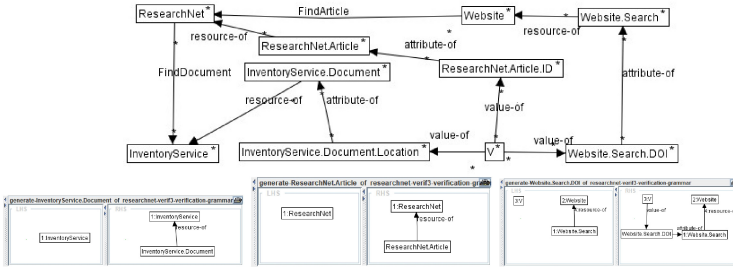 ResearchNet *
FindArticle
Website *
Website.Search *
resource-of
resource-of
ResearchNet.Article *
attribute-of
FindDocument
InventoryService.Document *
ResearchNet.Article.ID *
attribute-of
resource-of
attribute-of
value-of
InventoryService *
InventoryService.Document.Location *
value-of
V *
value-of
Website.Search.DOI *
generate-InventoryService.Document of researchnet-verif3-verification-grammar
LHS
RHS
1:InventoryService
1:InventoryService
resource-of
InventoryService.Document
generate-ResearchNet.Article of researchnet-verif3-verification-gramm
LHS
RHS
1:ResearchNet
1:ResearchNet
resource-of
ResearchNet.Article
generate-Website.Search.DOI of researchnet-verif3-verification-grammar
LHS
RHS
3:V
2:Website
4:resource-of
1:Website.Search
3:V
2:Website
value-of
4:resource-of
attribute-of
Website.Search.DOI
1:Website.Search